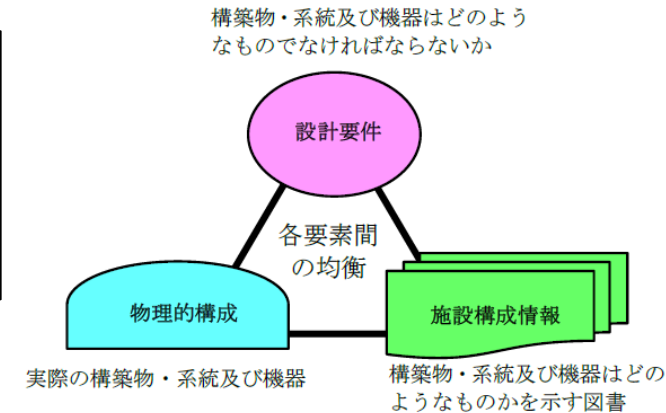 構築物・系統及び機器はどのよう
なものでなければならないか
設計要件
各要素間
の均衡
物理的構成
施設構成情報
実際の構築物・系統及び機器
構築物・系統及び機器はどの
ようなものかを示す図書